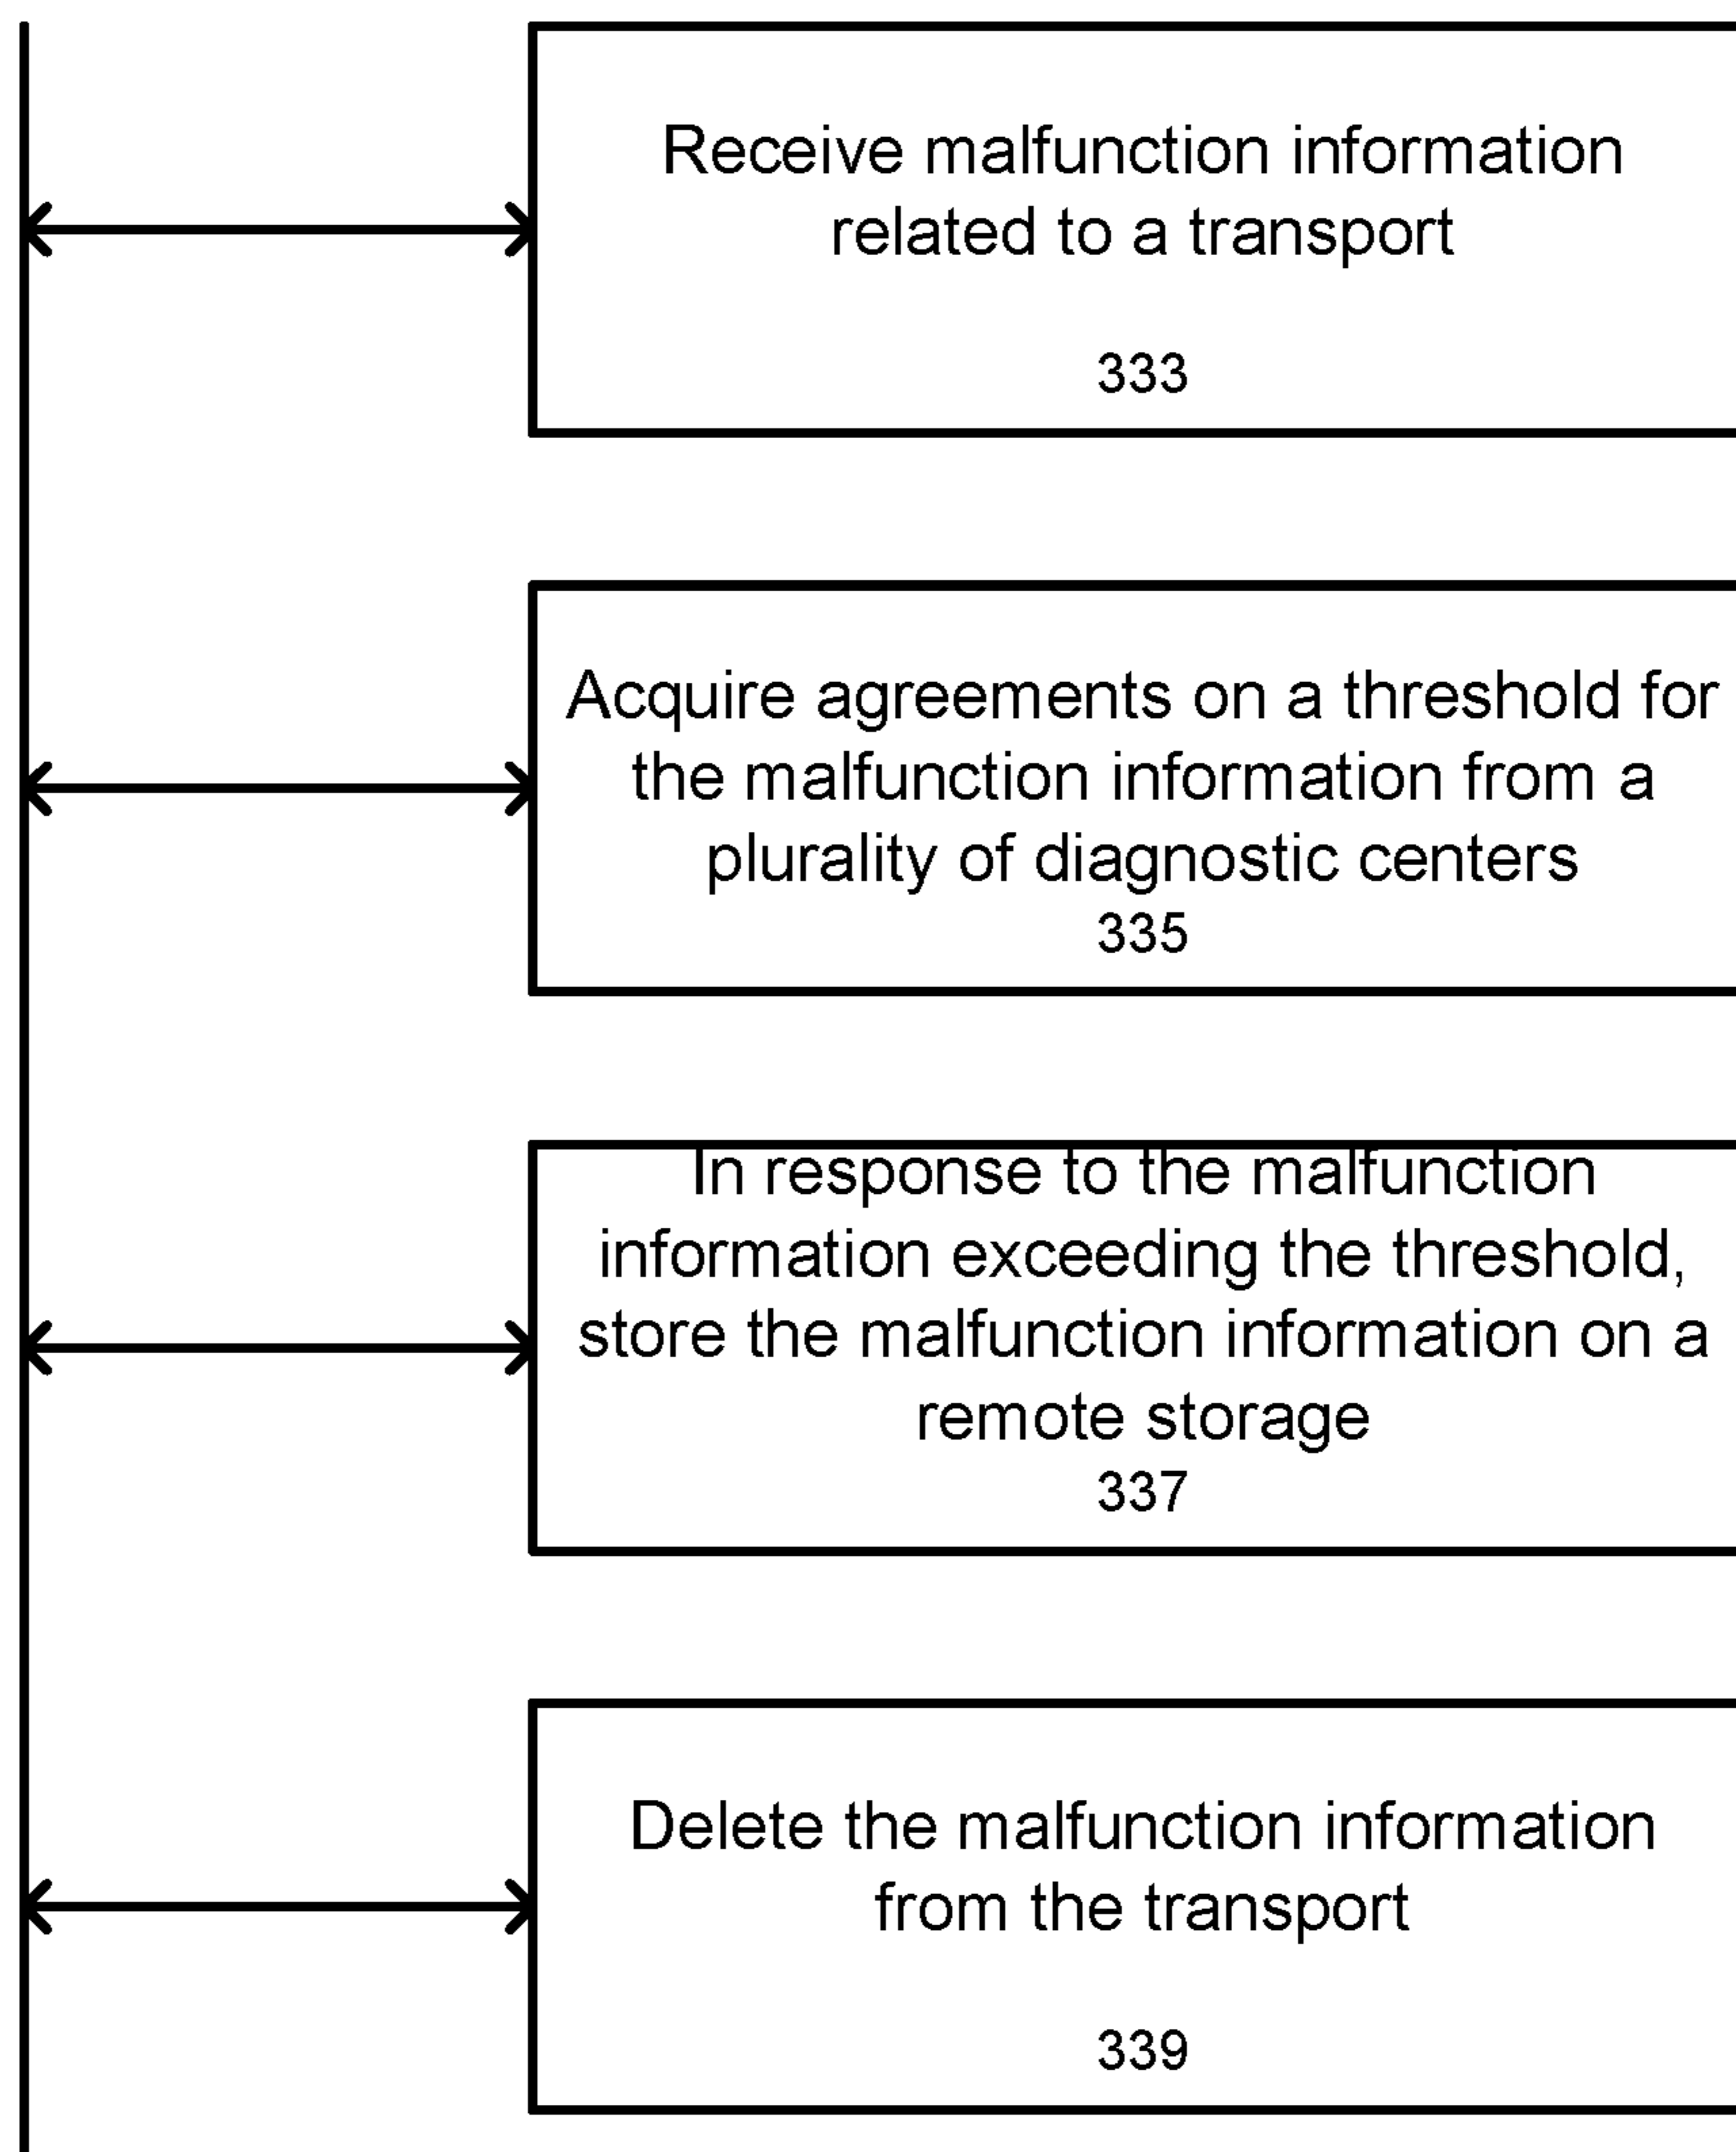 Receive malfunction information
related to a transport
333
Acquire agreements on a threshold for
the malfunction information from a
plurality of diagnostic centers
335
In response to the malfunction
information exceeding the threshold,
store the malfunction information on a
remote storage
337
Delete the malfunction information
from the transport
339